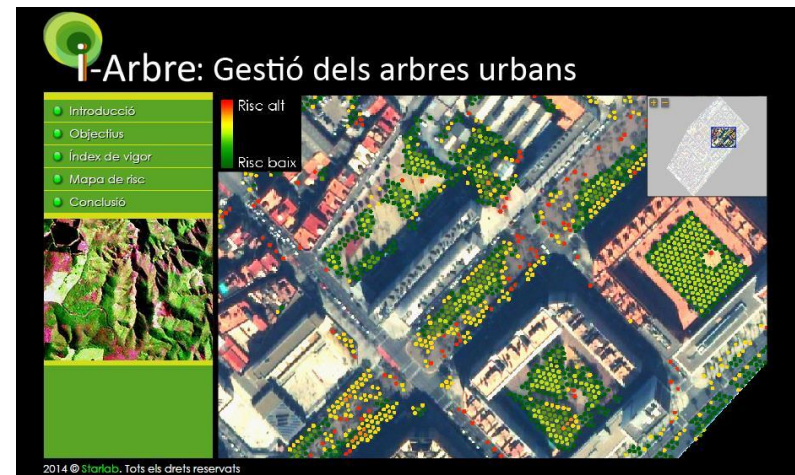 i-Arbre: Gestió dels arbres urbans
Introducció
Objectius
Índex de vigor
Mapa de risc
Conclusió
Risc alt
Risc baix
2014 © Starlab. Tots els drets reservats